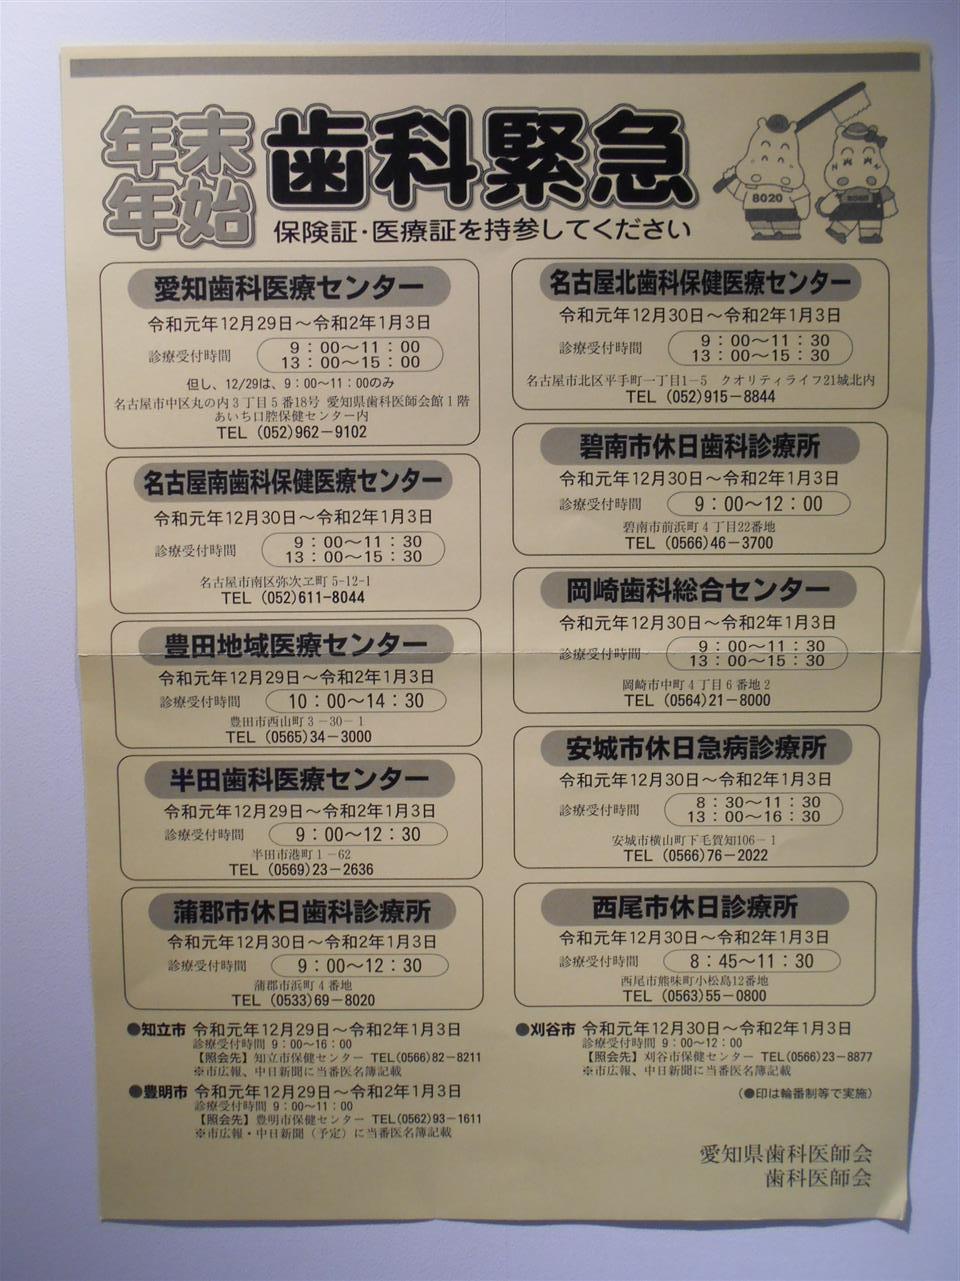 年末
年始
歯科緊急
保険証・医療証を持参してください
8020
愛知歯科医療センター
令和元年12月29日～令和2年1月3日
診療受付時間
9：00～11：00
13：00～15：00
但し、12/29は、9：00～11：00のみ
名古屋市中区丸の内3丁目5番18号 愛知県歯科医師会館1階
あいち口腔保健センター内
TEL (052)962－9102
名古屋南歯科保健医療センター
令和元年12月30日～令和2年1月3日
診療受付時間
9：00～11：30
13：00～15：30
名古屋市南区弥次ヱ町5-12-1
TEL (052)611-8044
豊田地域医療センター
令和元年12月29日～令和2年1月3日
診療受付時間 10：00～14：30
豊田市西山町3－30－1
TEL (0565)34－3000
半田歯科医療センター
令和元年12月29日～令和2年1月3日
診療受付時間 9：00～12：30
半田市港町1－62
TEL (0569)23－2636
蒲郡市休日歯科診療所
令和元年12月30日～令和2年1月3日
診療受付時間 9：00～12：30
蒲郡市浜町4番地
TEL (0533)69－8020
●知立市 令和元年12月29日～令和2年1月3日
診療受付時間 9：00～16：00
【照会先】知立市保健センター TEL(0566)82－8211
※市広報、中日新聞に当番医名簿記載
●豊明市 令和元年12月29日～令和2年1月3日
診療受付時間 9：00～11：00
【照会先】豊明市保健センター TEL(0562)93－1611
※市広報・中日新聞（予定）に当番医名簿記載
名古屋北歯科保健医療センター
令和元年12月30日～令和2年1月3日
診療受付時間
9：00～11：30
13：00～15：30
名古屋市北区平手町一丁目1－5 クオリティライフ21城北内
TEL (052)915－8844
碧南市休日歯科診療所
令和元年12月30日～令和2年1月3日
診療受付時間 9：00～12：00
碧南市前浜町4丁目22番地
TEL (0566)46－3700
岡崎歯科総合センター
令和元年12月30日～令和2年1月3日
診療受付時間
9：00～11：30
13：00～15：30
岡崎市中町4丁目6番地2
TEL (0564)21－8000
安城市休日急病診療所
令和元年12月30日～令和2年1月3日
診療受付時間
8：30～11：30
13：00～16：30
安城市横山町下毛賀知106－1
TEL (0566)76－2022
西尾市休日診療所
令和元年12月30日～令和2年1月3日
診療受付時間 8：45～11：30
西尾市熊味町小松島12番地
TEL (0563)55－0800
●刈谷市 令和元年12月30日～令和2年1月3日
診療受付時間 9：00～12：00
【照会先】刈谷市保健センター TEL(0566)23－8877
※市広報、中日新聞に当番医名簿記載
（●印は輪番制等で実施）
愛知県歯科医師会
歯科医師会